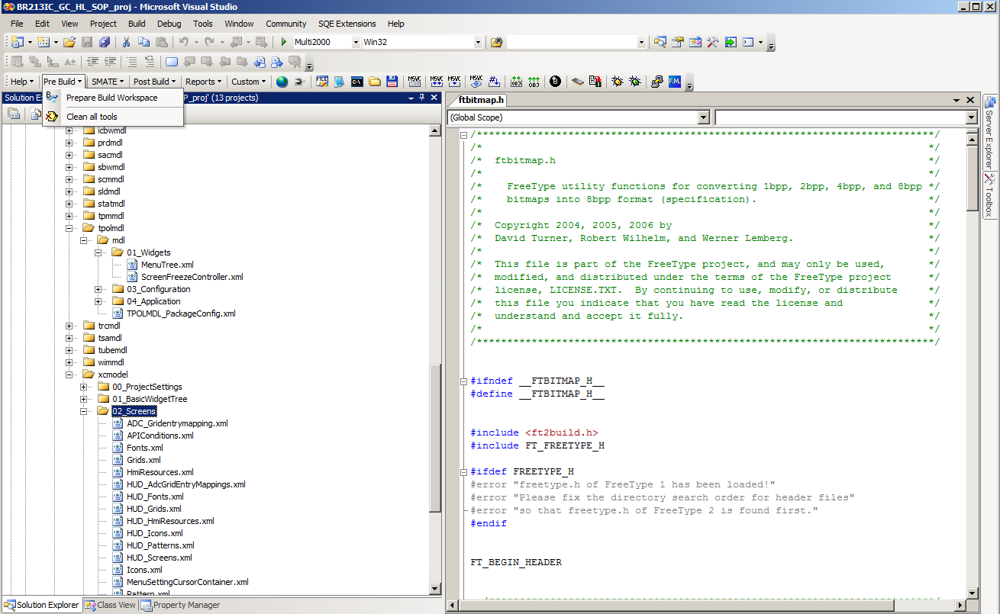 BR213IC_GC_HL_SOP_proj - Microsoft Visual Studio
File Edit View Project Build Debug Tools Window Community SQE Extensions Help
Multi2000 Win32
Help Pre Build SMATE Post Build Reports Custom
Prepare Build Workspace
Clean all tools
Solution Ex P_proj' (13 projects)
icbwmdl
prdmdl
sacmdl
sbwmdl
scmmdl
sldmdl
statmdl
tpmmdl
tpolmdl
mdl
01_Widgets
MenuTree.xml
ScreenFreezeController.xml
03_Configuration
04_Application
TPOLMDL_PackageConfig.xml
trcmdl
tsamdl
tubemdl
wimmdl
xcmodel
00_ProjectSettings
01_BasicWidgetTree
02_Screens
ADC_Gridentrymapping.xml
APIConditions.xml
Fonts.xml
Grids.xml
HmiResources.xml
HUD_AdcGridEntryMappings.xml
HUD_Fonts.xml
HUD_Grids.xml
HUD_HmiResources.xml
HUD_Icons.xml
HUD_Patterns.xml
HUD_Screens.xml
Icons.xml
MenuSettingCursorContainer.xml
Pattern.xml
Solution Explorer Class View Property Manager
ftbitmap.h
(Global Scope)
/***************************************************************************/
/* */
/* ftbitmap.h */
/* */
/* FreeType utility functions for converting 1bpp, 2bpp, 4bpp, and 8bpp */
/* bitmaps into 8bpp format (specification). */
/* */
/* Copyright 2004, 2005, 2006 by */
/* David Turner, Robert Wilhelm, and Werner Lemberg. */
/* */
/* This file is part of the FreeType project, and may only be used, */
/* modified, and distributed under the terms of the FreeType project */
/* license, LICENSE.TXT. By continuing to use, modify, or distribute */
/* this file you indicate that you have read the license and */
/* understand and accept it fully. */
/* */
/***************************************************************************/
#ifndef __FTBITMAP_H__
#define __FTBITMAP_H__
#include <ft2build.h>
#include FT_FREETYPE_H
#ifdef FREETYPE_H
#error "freetype.h of FreeType 1 has been loaded!"
#error "Please fix the directory search order for header files"
#error "so that freetype.h of FreeType 2 is found first."
#endif
FT_BEGIN_HEADER
Server Explorer
Toolbox